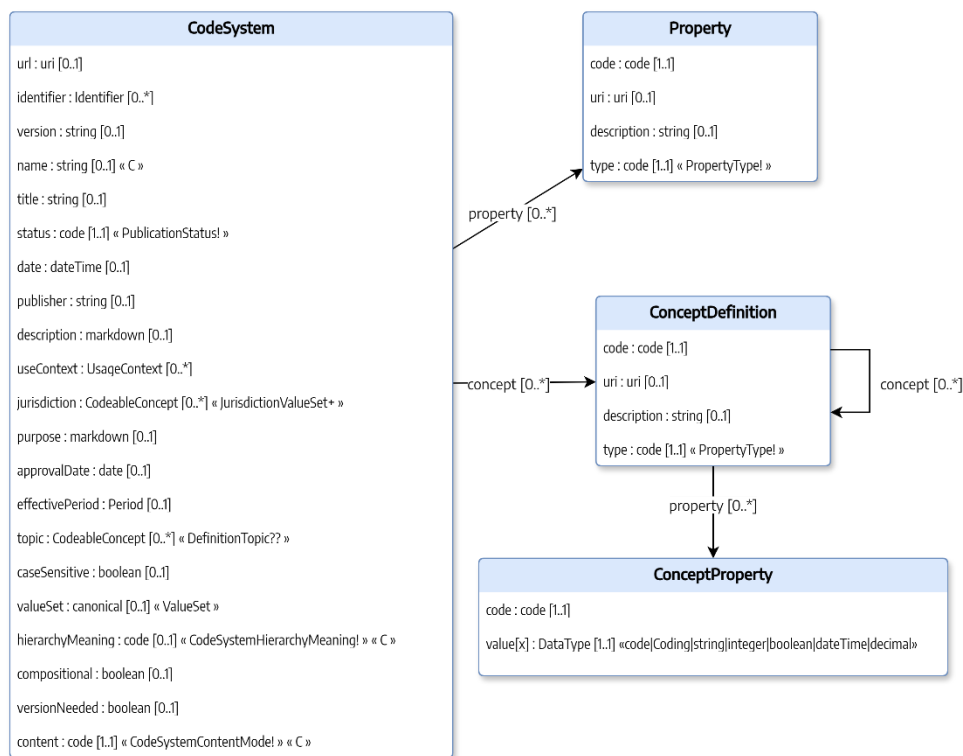 CodeSystem
url : uri [0..1]
identifier : Identifier [0..*]
version : string [0..1]
name : string [0..1] « C »
title : string [0..1]
status : code [1..1] « PublicationStatus! »
date : dateTime [0..1]
publisher : string [0..1]
description : markdown [0..1]
useContext : UsageContext [0..*]
jurisdiction : CodeableConcept [0..*] « JurisdictionValueSet+ »
purpose : markdown [0..1]
approvalDate : date [0..1]
effectivePeriod : Period [0..1]
topic : CodeableConcept [0..*] « DefinitionTopic?? »
caseSensitive : boolean [0..1]
valueSet : canonical [0..1] « ValueSet »
hierarchyMeaning : code [0..1] « CodeSystemHierarchyMeaning! » « C »
compositional : boolean [0..1]
versionNeeded : boolean [0..1]
content : code [1..1] « CodeSystemContentMode! » « C »
property [0..*]
Property
code : code [1..1]
uri : uri [0..1]
description : string [0..1]
type : code [1..1] « PropertyType! »
concept [0..*]
ConceptDefinition
code : code [1..1]
uri : uri [0..1]
description : string [0..1]
type : code [1..1] « PropertyType! »
concept [0..*]
property [0..*]
ConceptProperty
code : code [1..1]
value[x] : DataType [1..1] «code|Coding|string|integer|boolean|dateTime|decimal»